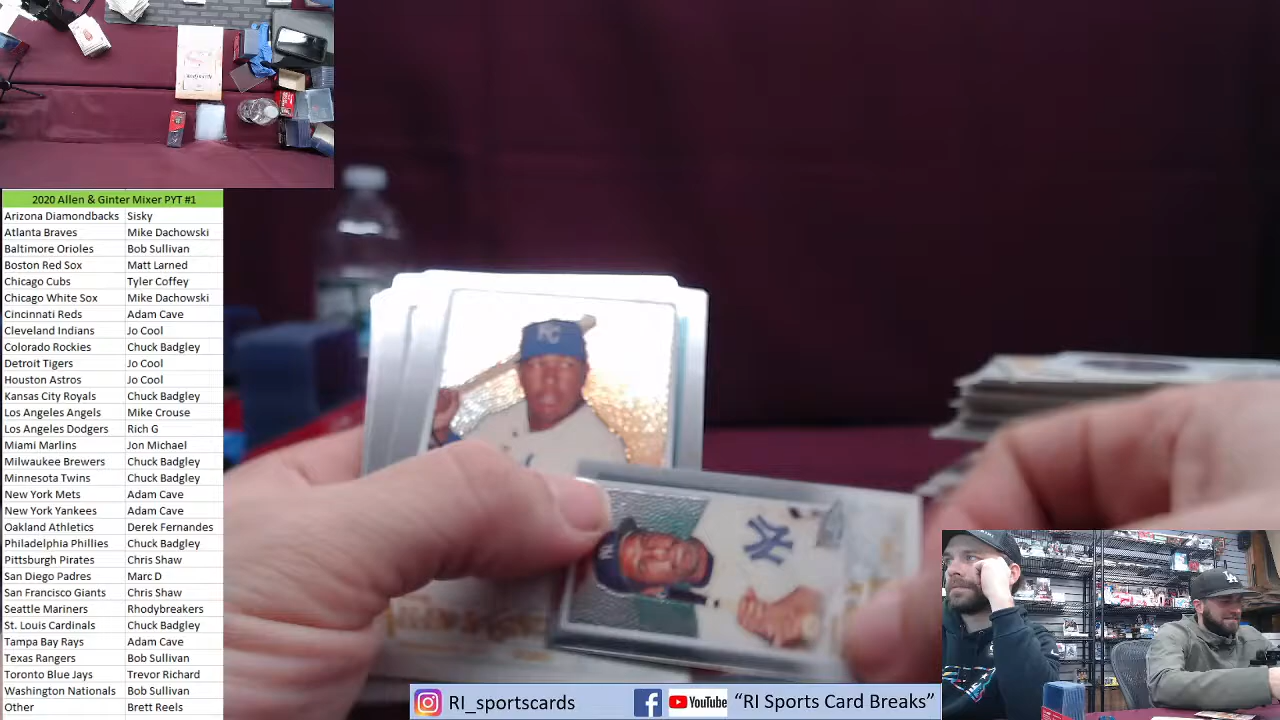 2020 Allen & Ginter Mixer PYT #1
Arizona Diamondbacks Sisky
Atlanta Braves Mike Dachowski
Baltimore Orioles Bob Sullivan
Boston Red Sox Matt Larned
Chicago Cubs Tyler Coffey
Chicago White Sox Mike Dachowski
Cincinnati Reds Adam Cave
Cleveland Indians Jo Cool
Colorado Rockies Chuck Badgley
Detroit Tigers Jo Cool
Houston Astros Jo Cool
Kansas City Royals Chuck Badgley
Los Angeles Angels Mike Crouse
Los Angeles Dodgers Rich G
Miami Marlins Jon Michael
Milwaukee Brewers Chuck Badgley
Minnesota Twins Chuck Badgley
New York Mets Adam Cave
New York Yankees Adam Cave
Oakland Athletics Derek Fernandes
Philadelphia Phillies Chuck Badgley
Pittsburgh Pirates Chris Shaw
San Diego Padres Marc D
San Francisco Giants Chris Shaw
Seattle Mariners Rhodybreakers
St. Louis Cardinals Chuck Badgley
Tampa Bay Rays Adam Cave
Texas Rangers Bob Sullivan
Toronto Blue Jays Trevor Richard
Washington Nationals Bob Sullivan
Other Brett Reels
KC
NY
LA
RI_sportscards YouTube "RI Sports Card Breaks"